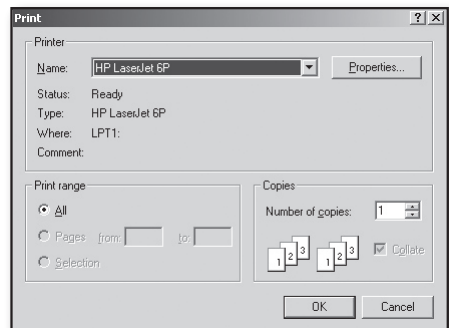 Print
Printer
Name: HP LaserJet 6P Properties...
Status: Ready
Type: HP LaserJet 6P
Where: LPT1:
Comment:
Print range
All
Pages from: to:
Selection
Copies
Number of copies: 1
1 2 3 1 2 3 Collate
OK Cancel